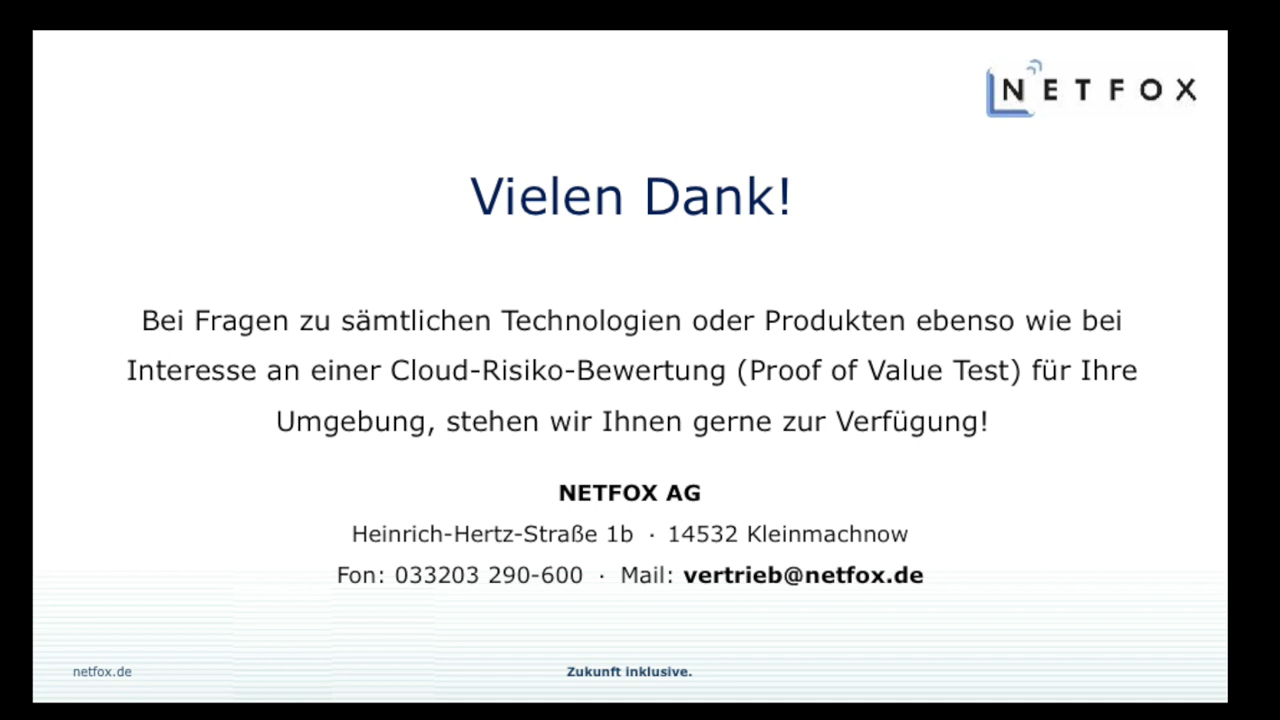 NETFOX
Vielen Dank!
Bei Fragen zu sämtlichen Technologien oder Produkten ebenso wie bei
Interesse an einer Cloud-Risiko-Bewertung (Proof of Value Test) für Ihre
Umgebung, stehen wir Ihnen gerne zur Verfügung!
NETFOX AG
Heinrich-Hertz-Straße 1b · 14532 Kleinmachnow
Fon: 033203 290-600 · Mail: vertrieb@netfox.de
netfox.de
Zukunft inklusive.